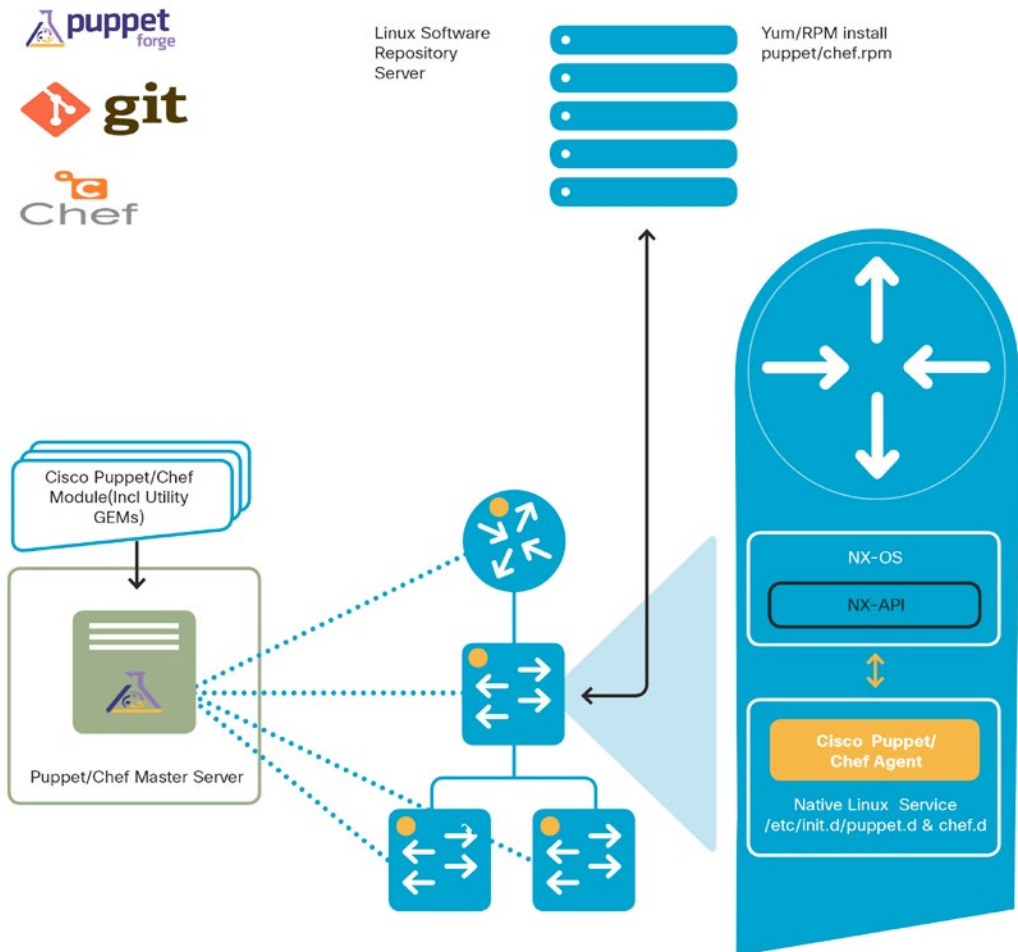 puppet
forge
git
Chef
Linux Software
Repository
Server
Yum/RPM install
puppet/chef.rpm
Cisco Puppet/Chef
Module(Incl Utility
GEMs)
Puppet/Chef Master Server
NX-OS
NX-API
Cisco Puppet/
Chef Agent
Native Linux Service
/etc/init.d/puppet.d & chef.d